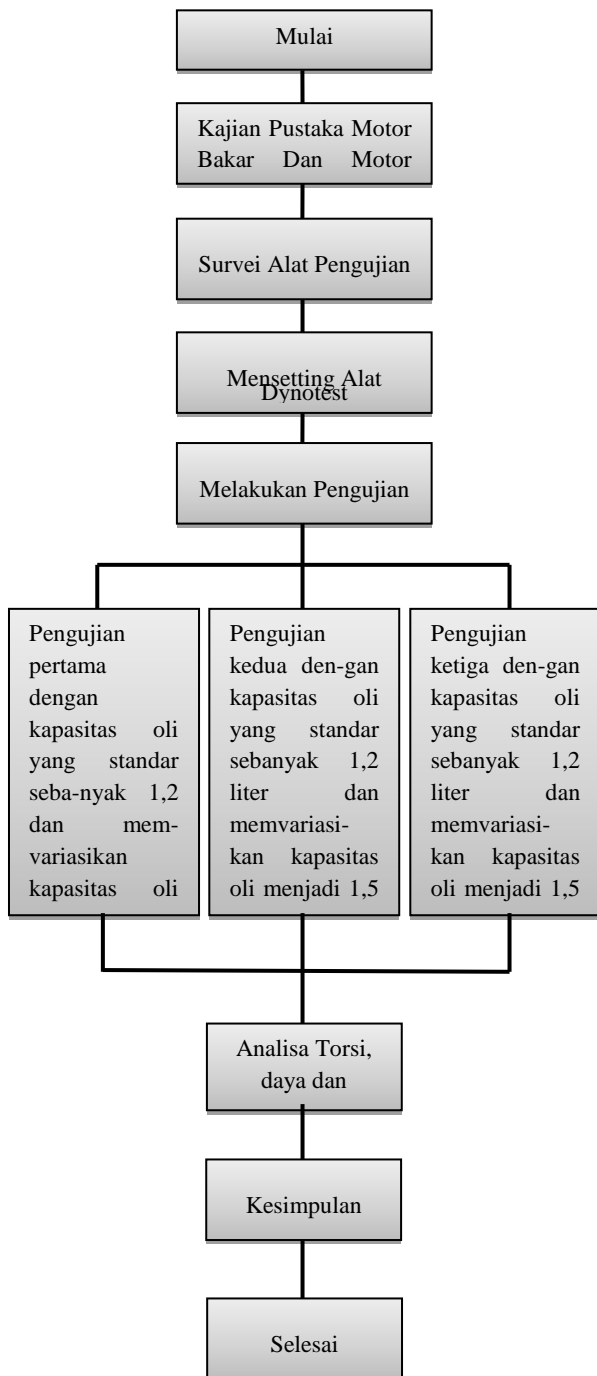 Mulai
Kajian Pustaka Motor
Bakar Dan Motor
Survei Alat Pengujian
Mensetting Alat
Dynotest
Melakukan Pengujian
Pengujian
pertama
dengan
kapasitas oli
yang standar
seba-nyak 1,2
dan mem-
variasikan
kapasitas oli
Pengujian
kedua den-gan
kapasitas oli
yang standar
sebanyak 1,2
liter dan
memvariasi-
kan kapasitas
oli menjadi 1,5
Pengujian
ketiga den-gan
kapasitas oli
yang standar
sebanyak 1,2
liter dan
memvariasi-
kan kapasitas
oli menjadi 1,5
Analisa Torsi,
daya dan
Kesimpulan
Selesai